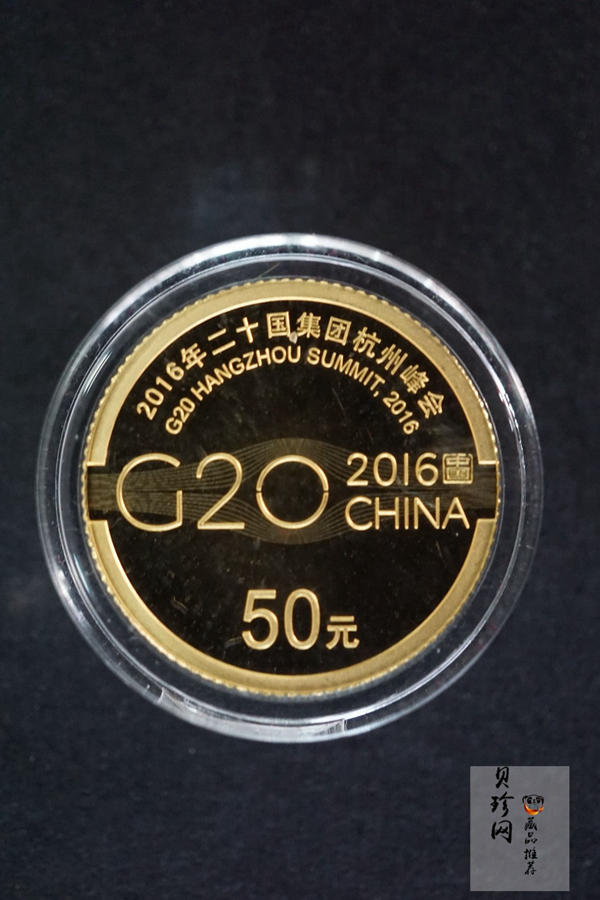 2016年二十国集团杭州峰会
G20 HANGZHOU SUMMIT, 2016
G20 2016
CHINA
50元
贝珍网
藏品推荐